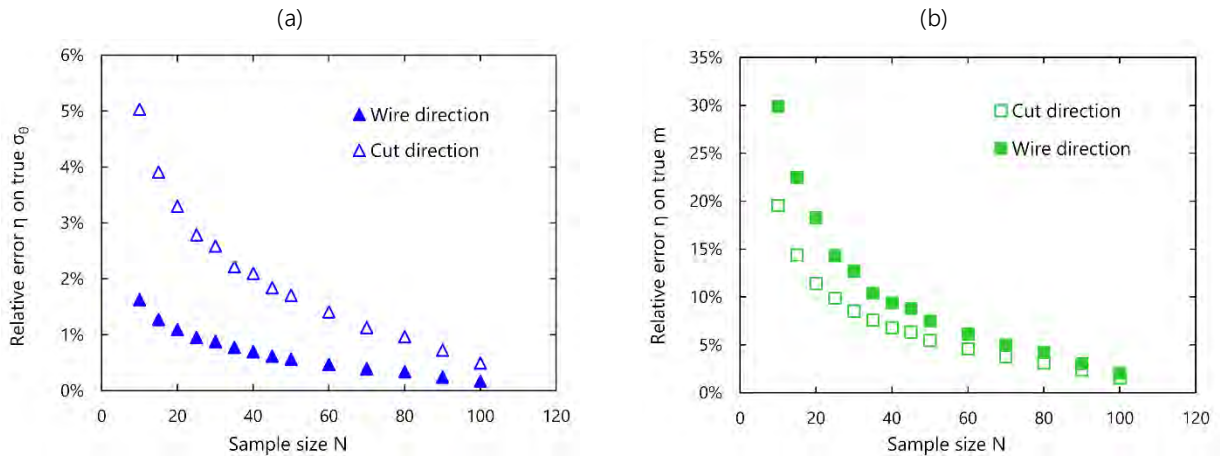 (a)
6%
5%
4%
3%
2%
1%
0%
0
20
40
60
80
100
120
Relative error η on true σθ
Sample size N
Wire direction
Cut direction
(b)
35%
30%
25%
20%
15%
10%
5%
0%
0
20
40
60
80
100
120
Relative error η on true m
Sample size N
Cut direction
Wire direction